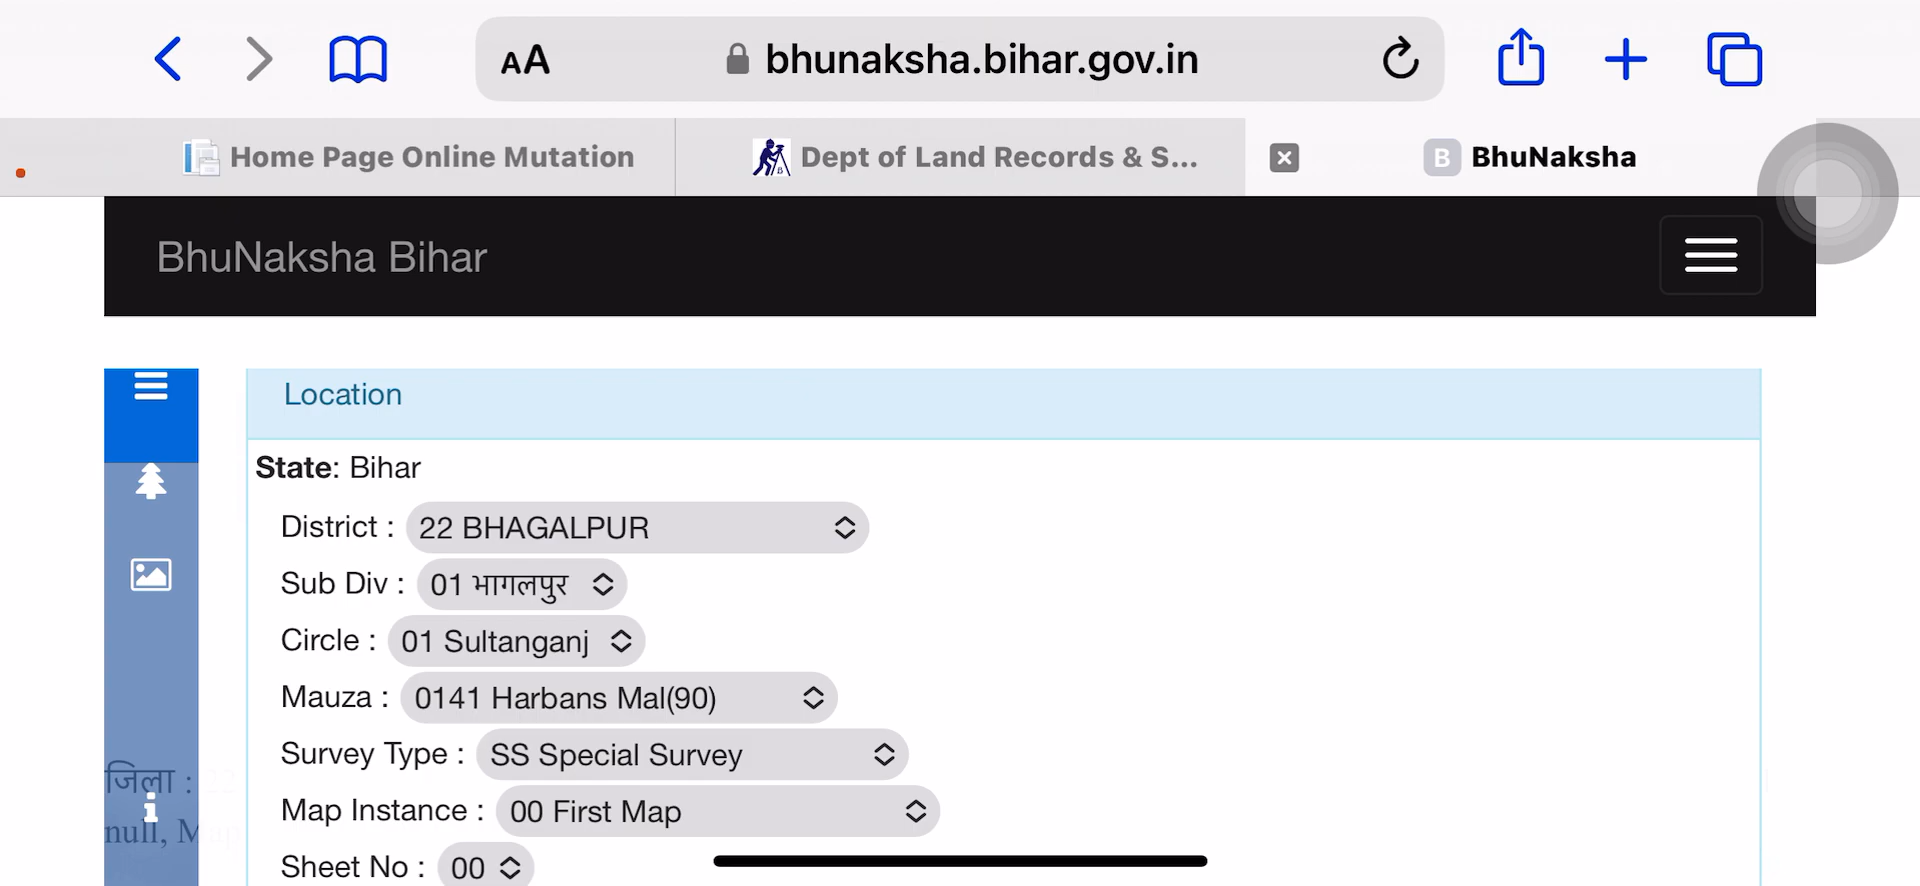 AA bhunaksha.bihar.gov.in
Home Page Online Mutation
Dept of Land Records & S...
B BhuNaksha
BhuNaksha Bihar
Location
State: Bihar
District : 22 BHAGALPUR
Sub Div : 01 भागलपुर
Circle : 01 Sultanganj
Mauza : 0141 Harbans Mal(90)
Survey Type : SS Special Survey
जिला : 22
Map Instance : 00 First Map
null, Map
Sheet No : 00